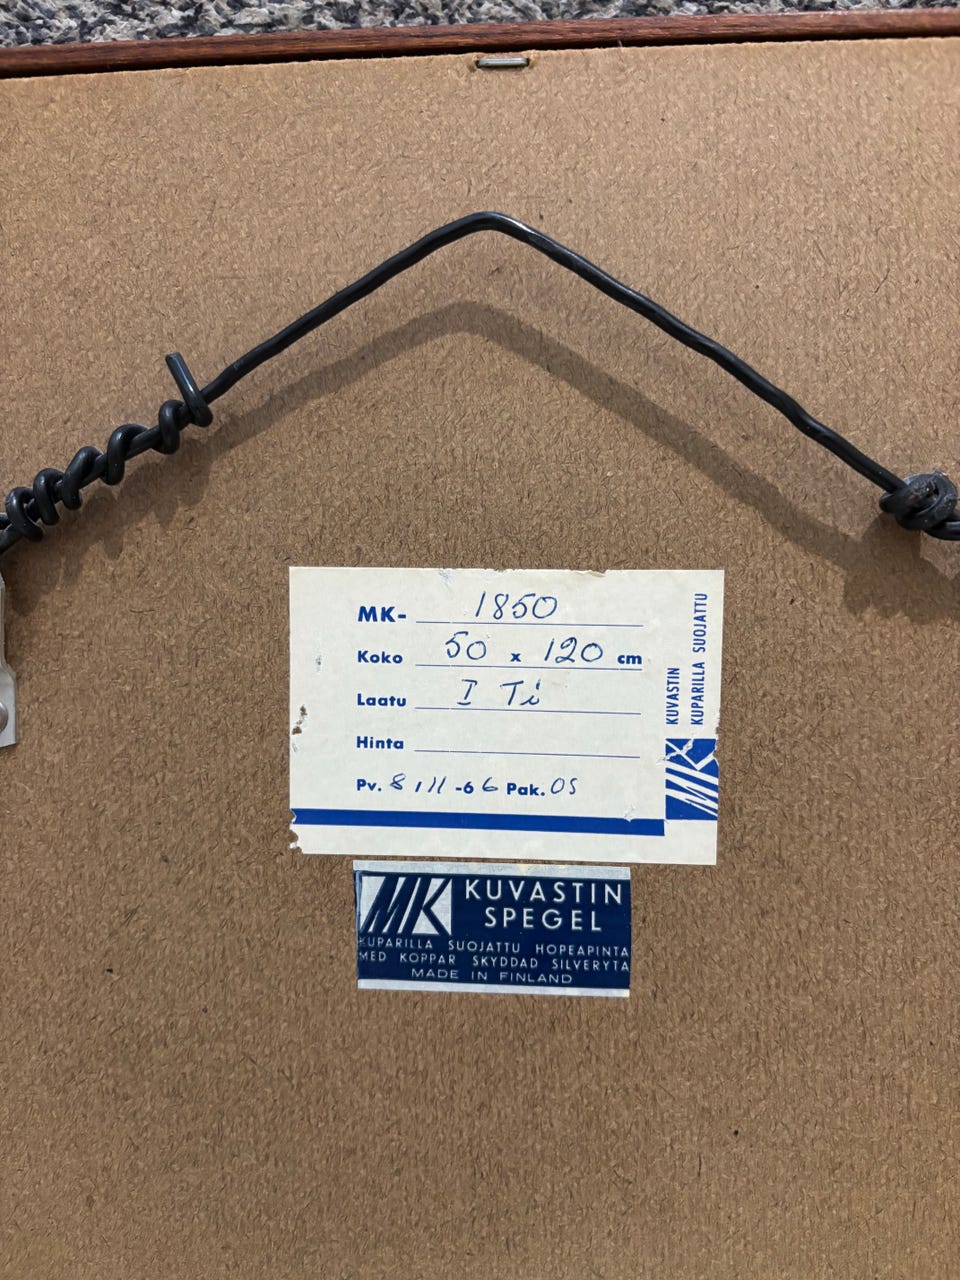 MK- 1850
Koko 50 x 120 cm
Laatu I Ti
Hinta
Pv. 8 / 11 -66 Pak. OS
KUVASTIN
KUPARILLA SUOJATTU
MK
MK KUVASTIN
SPEGEL
KUPARILLA SUOJATTU HOPEAPINTA
MED KOPPAR SKYDDAD SILVERYTA
MADE IN FINLAND